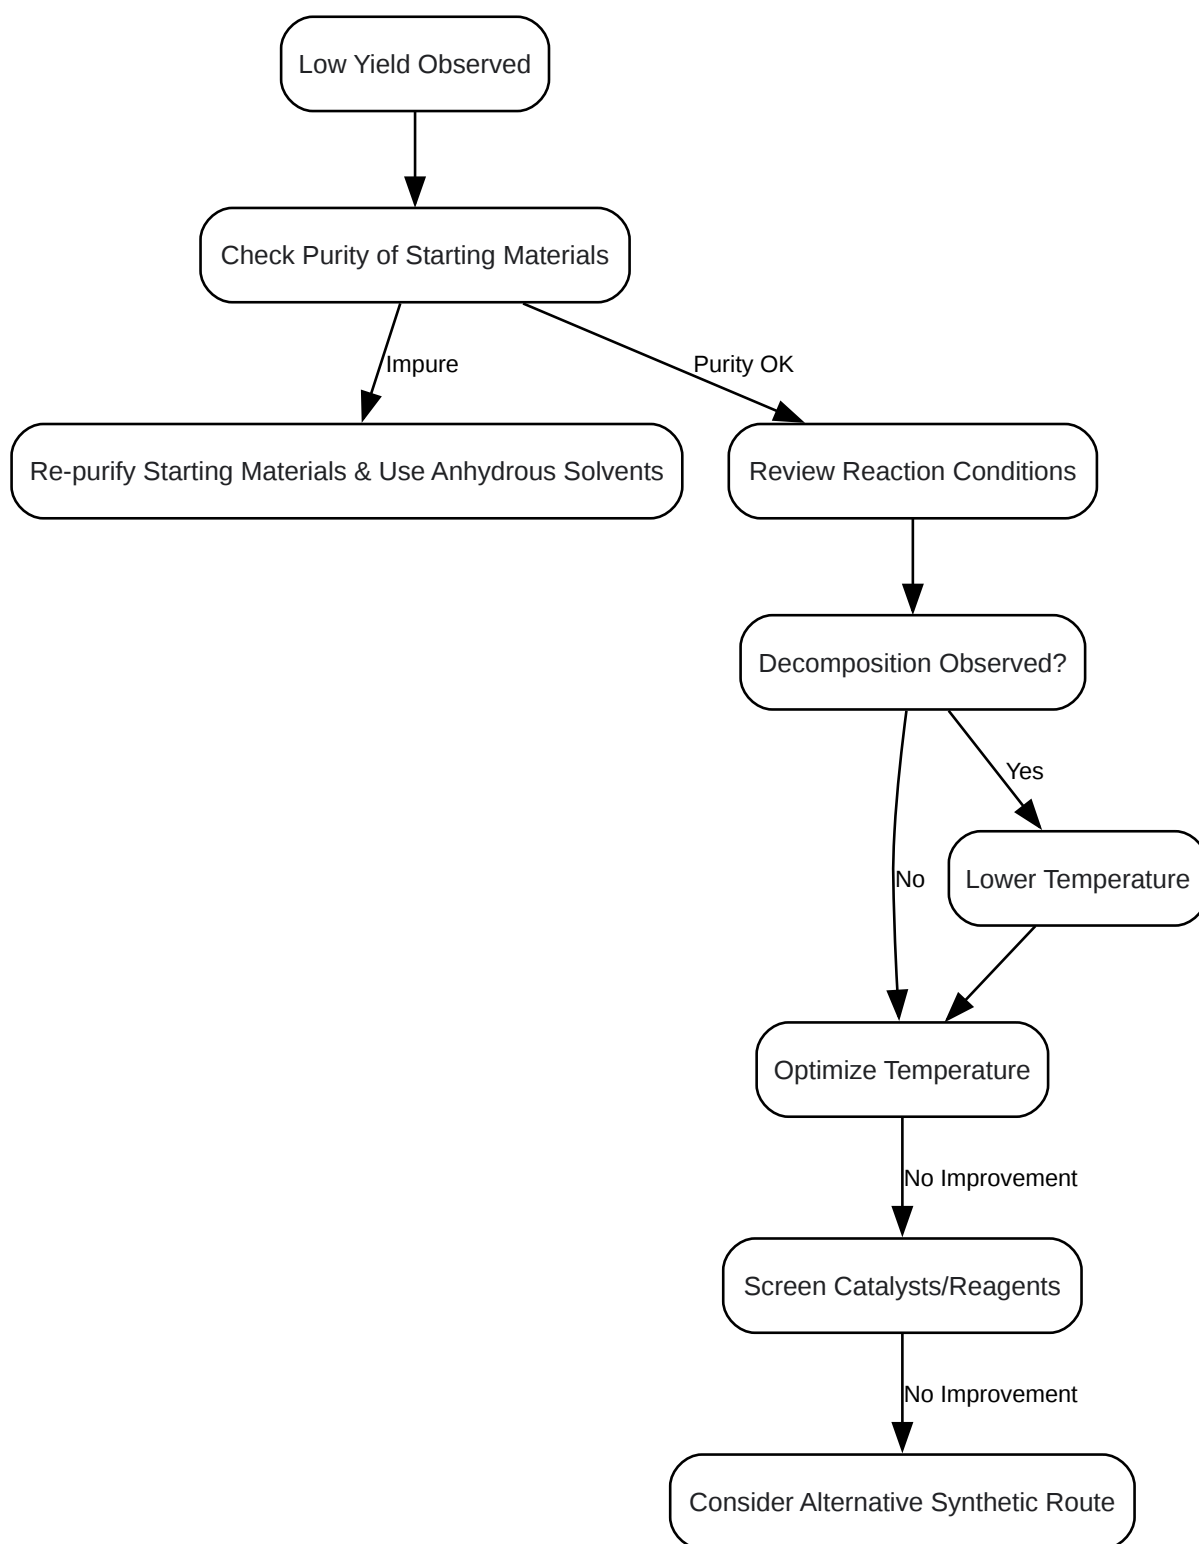 Low Yield Observed
Check Purity of Starting Materials
Impure
Purity OK
Re-purify Starting Materials & Use Anhydrous Solvents
Review Reaction Conditions
Decomposition Observed?
Yes
No
Lower Temperature
Optimize Temperature
No Improvement
Screen Catalysts/Reagents
No Improvement
Consider Alternative Synthetic Route